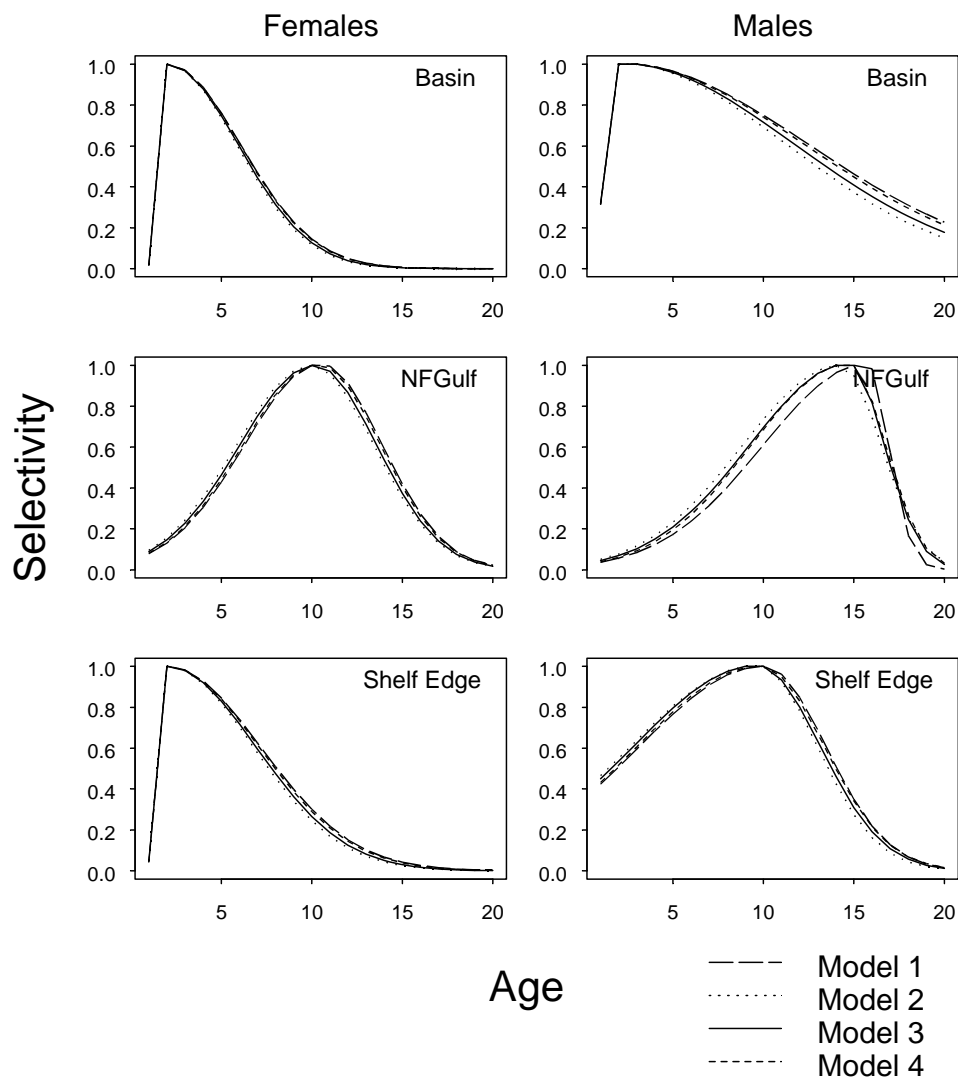 Females Males
Basin
1.0
0.8
0.6
0.4
0.2
0.0
5 10 15 20
Basin
1.0
0.8
0.6
0.4
0.2
0.0
5 10 15 20
Selectivity
NFGulf
1.0
0.8
0.6
0.4
0.2
0.0
5 10 15 20
NFGulf
1.0
0.8
0.6
0.4
0.2
0.0
5 10 15 20
Shelf Edge
1.0
0.8
0.6
0.4
0.2
0.0
5 10 15 20
Shelf Edge
1.0
0.8
0.6
0.4
0.2
0.0
5 10 15 20
Age
Model 1
Model 2
Model 3
Model 4